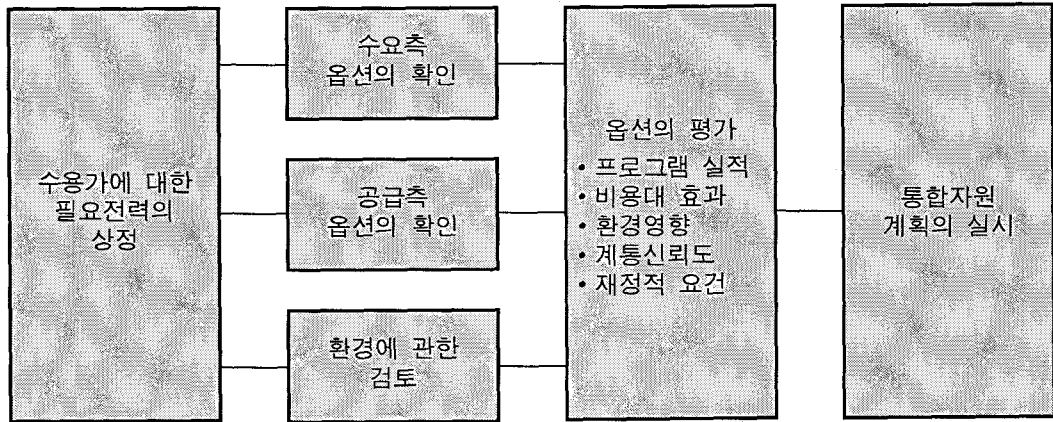 수용가에 대한
필요전력의
상정
수요측
옵션의 확인
공급측
옵션의 확인
환경에 관한
검토
옵션의 평가
• 프로그램 실적
• 비용대 효과
• 환경영향
• 계통신뢰도
• 재정적 요건
통합자원
계획의 실시